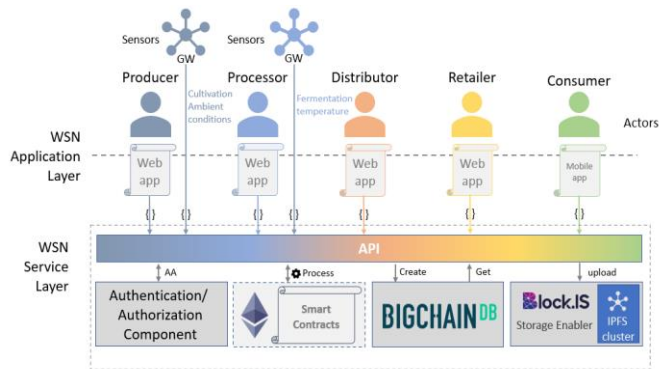 Sensors
Sensors
GW
GW
Producer
Processor
Distributor
Retailer
Consumer
Cultivation
Ambient
conditions
Fermentation
temperature
Actors
WSN
Application
Layer
Web
app
Web
app
Web
app
Web
app
Mobile
app
{ }
{ }
{ }
{ }
{ }
{ }
{ }
WSN
Service
Layer
API
AA
Process
Create
Get
upload
Authentication/
Authorization
Component
Smart
Contracts
BIGCHAIN DB
Block.IS
Storage Enabler
IPFS
cluster